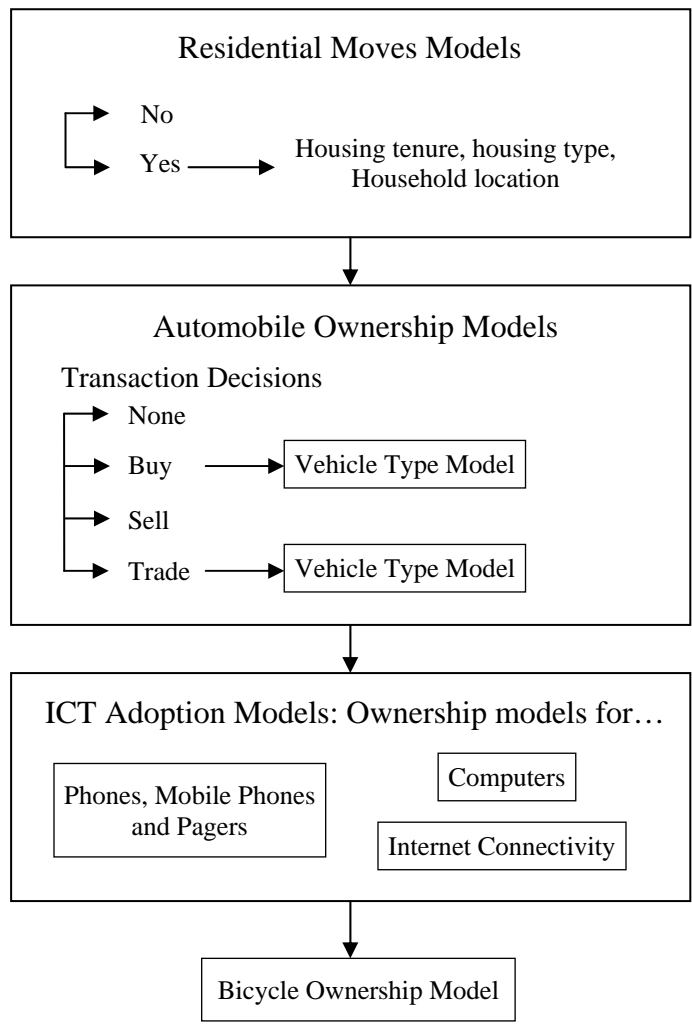 Residential Moves Models
No
Yes
Housing tenure, housing type,
Household location
Automobile Ownership Models
Transaction Decisions
None
Buy
Vehicle Type Model
Sell
Trade
Vehicle Type Model
ICT Adoption Models: Ownership models for…
Phones, Mobile Phones
and Pagers
Computers
Internet Connectivity
Bicycle Ownership Model